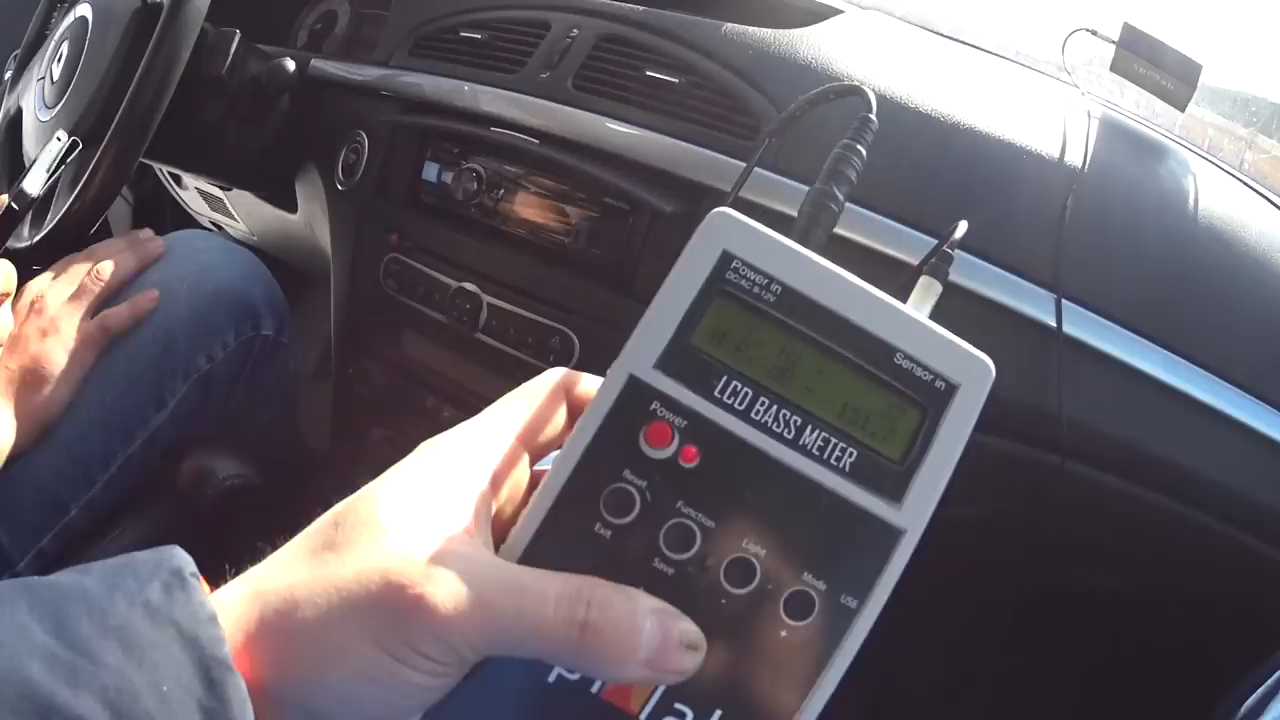 Power in
DC/AC 9-12V
Sensor in
dB -
LCD BASS METER
Power
Reset
Function
Light
Mode
USB
Exit
Save
-
+